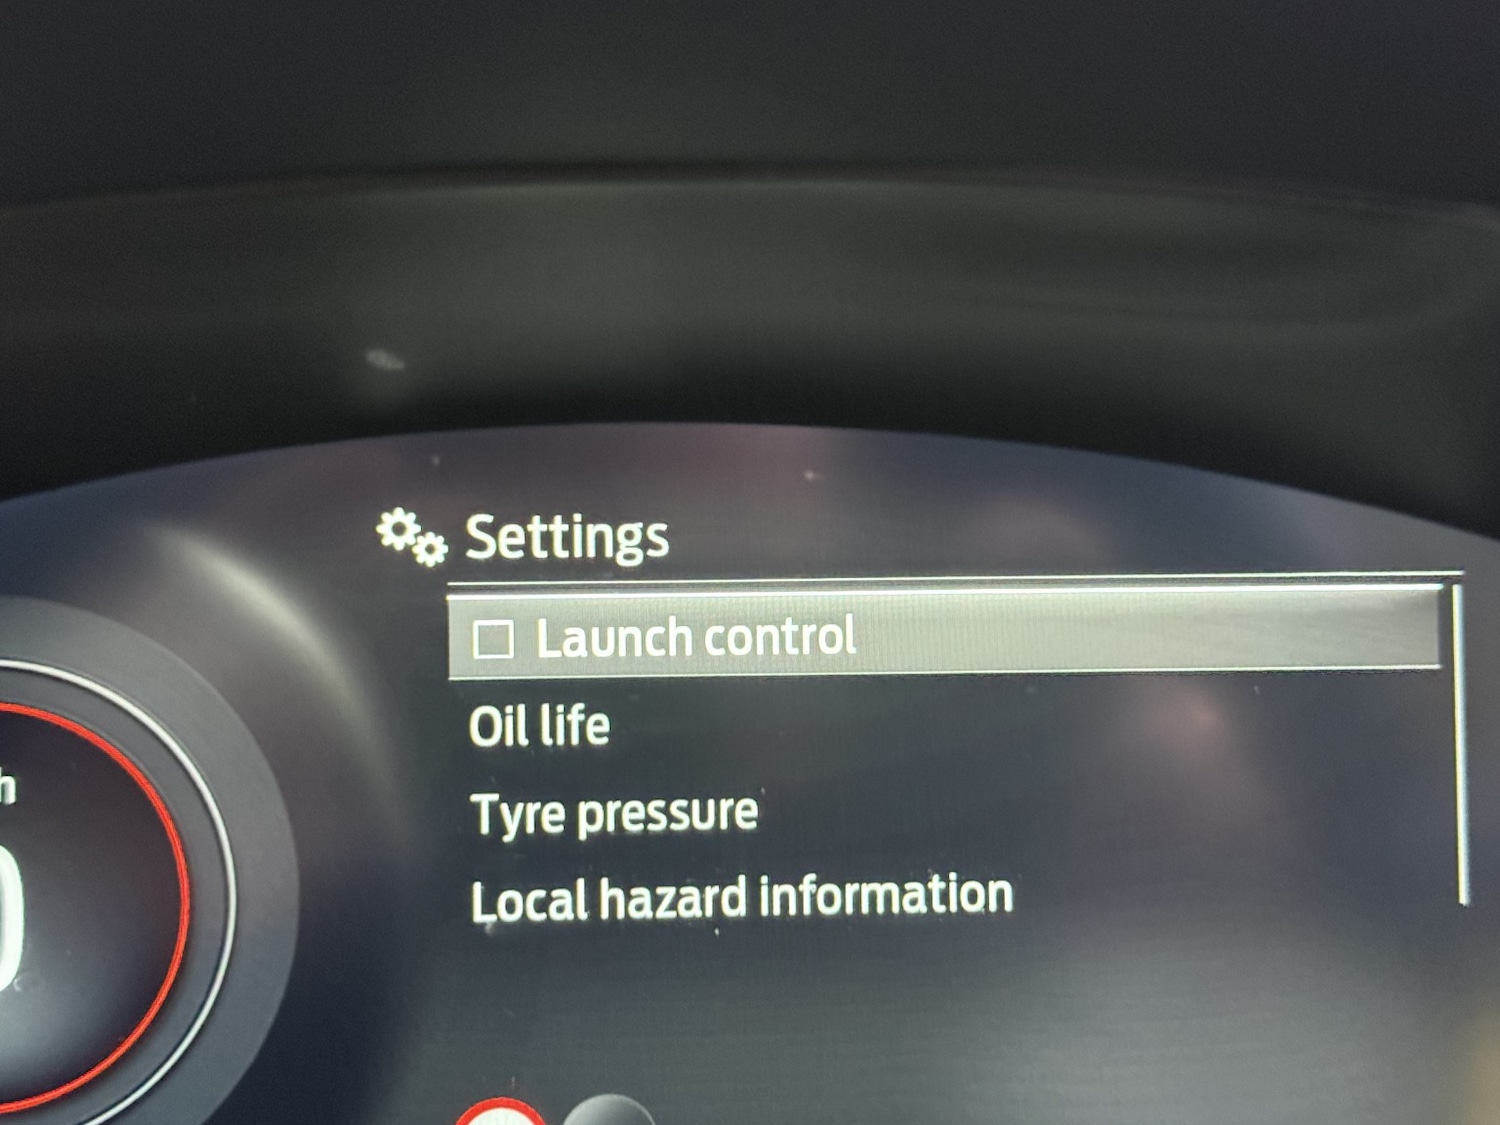 Settings
Launch control
Oil life
Tyre pressure
Local hazard information